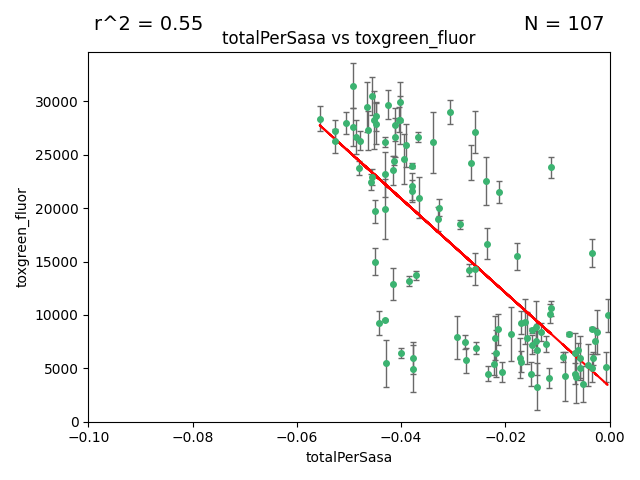 r^2 = 0.55
N = 107
totalPerSasa vs toxgreen_fluor
toxgreen_fluor
30000
25000
20000
15000
10000
5000
0
−0.10
−0.08
−0.06
−0.04
−0.02
0.00
totalPerSasa